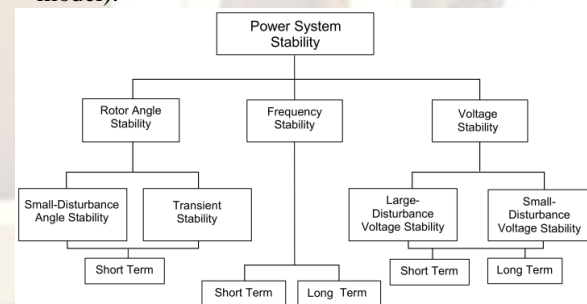 model).
Power System
Stability
Rotor Angle
Stability
Frequency
Stability
Voltage
Stability
Small-Disturbance
Angle Stability
Transient
Stability
Large-
Disturbance
Voltage Stability
Small-
Disturbance
Voltage Stability
Short Term
Short Term
Long Term
Short Term
Long Term